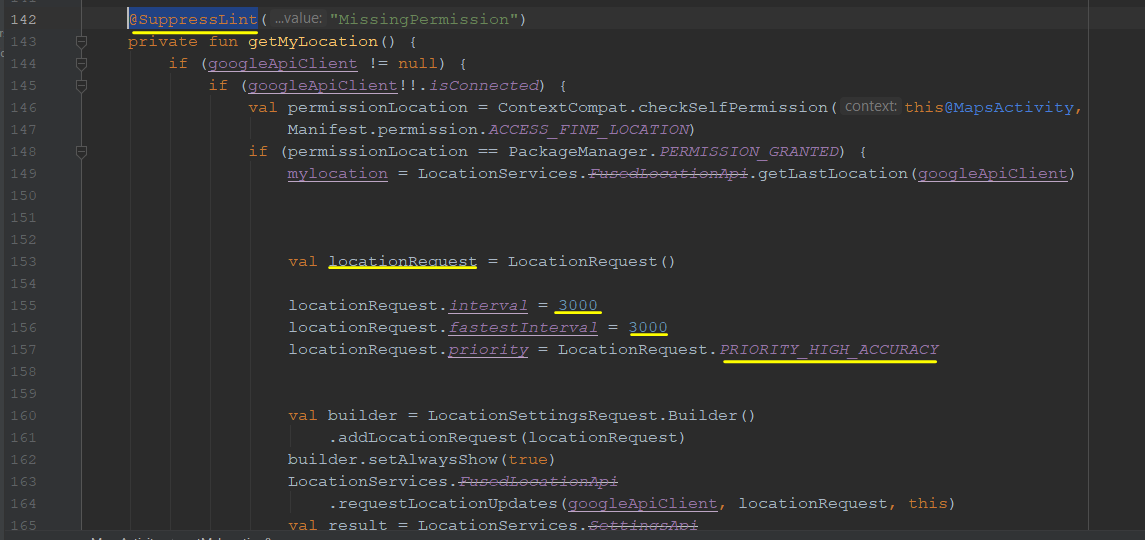 142 @SuppressLint( …value: "MissingPermission")
143 private fun getMyLocation() {
144 if (googleApiClient != null) {
145 if (googleApiClient!!.isConnected) {
146 val permissionLocation = ContextCompat.checkSelfPermission( context: this@MapsActivity,
147 Manifest.permission.ACCESS_FINE_LOCATION)
148 if (permissionLocation == PackageManager.PERMISSION_GRANTED) {
149 mylocation = LocationServices.FusedLocationApi.getLastLocation(googleApiClient)
150
151
152
153 val locationRequest = LocationRequest()
154
155 locationRequest.interval = 3000
156 locationRequest.fastestInterval = 3000
157 locationRequest.priority = LocationRequest.PRIORITY_HIGH_ACCURACY
158
159
160 val builder = LocationSettingsRequest.Builder()
161 .addLocationRequest(locationRequest)
162 builder.setAlwaysShow(true)
163 LocationServices.FusedLocationApi
164 .requestLocationUpdates(googleApiClient, locationRequest, this)
165 val result = LocationServices.SettingsApi